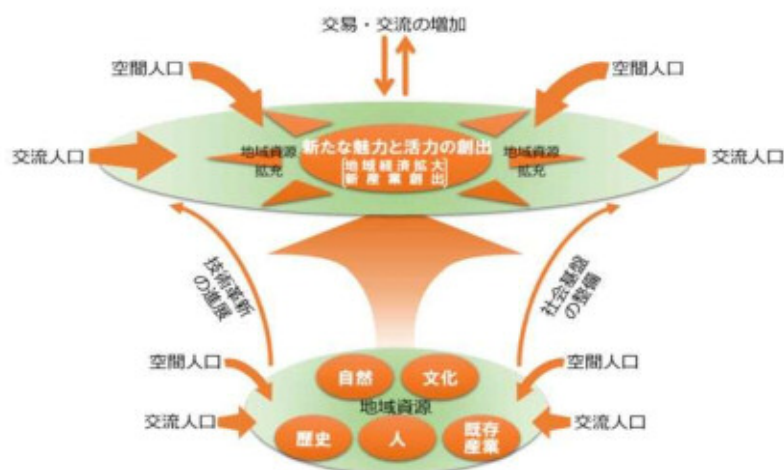 交易・交流の増加
空間人口
空間人口
交流人口
地域資源
拡充
新たな魅力と活力の創出
地域経済拡大
新産業創出
地域資源
拡充
交流人口
技術革新
の進展
社会基盤
の整備
空間人口
自然
文化
空間人口
地域資源
交流人口
歴史
人
既存
産業
交流人口